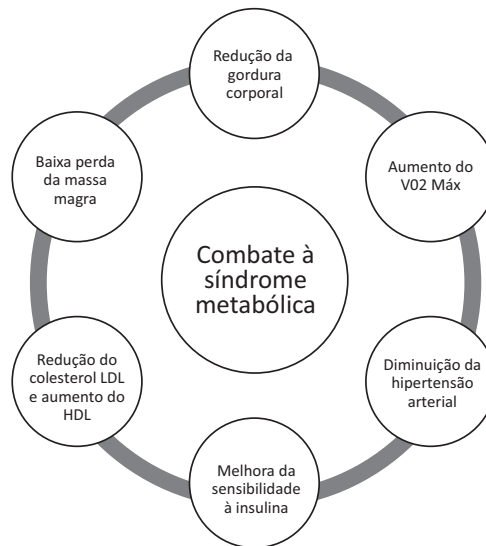 Redução da
gordura
corporal
Aumento do
V02 Máx
Diminuição da
hipertensão
arterial
Melhora da
sensibilidade
à insulina
Redução do
colesterol LDL
e aumento do
HDL
Baixa perda
da massa
magra
Combate à
síndrome
metabólica